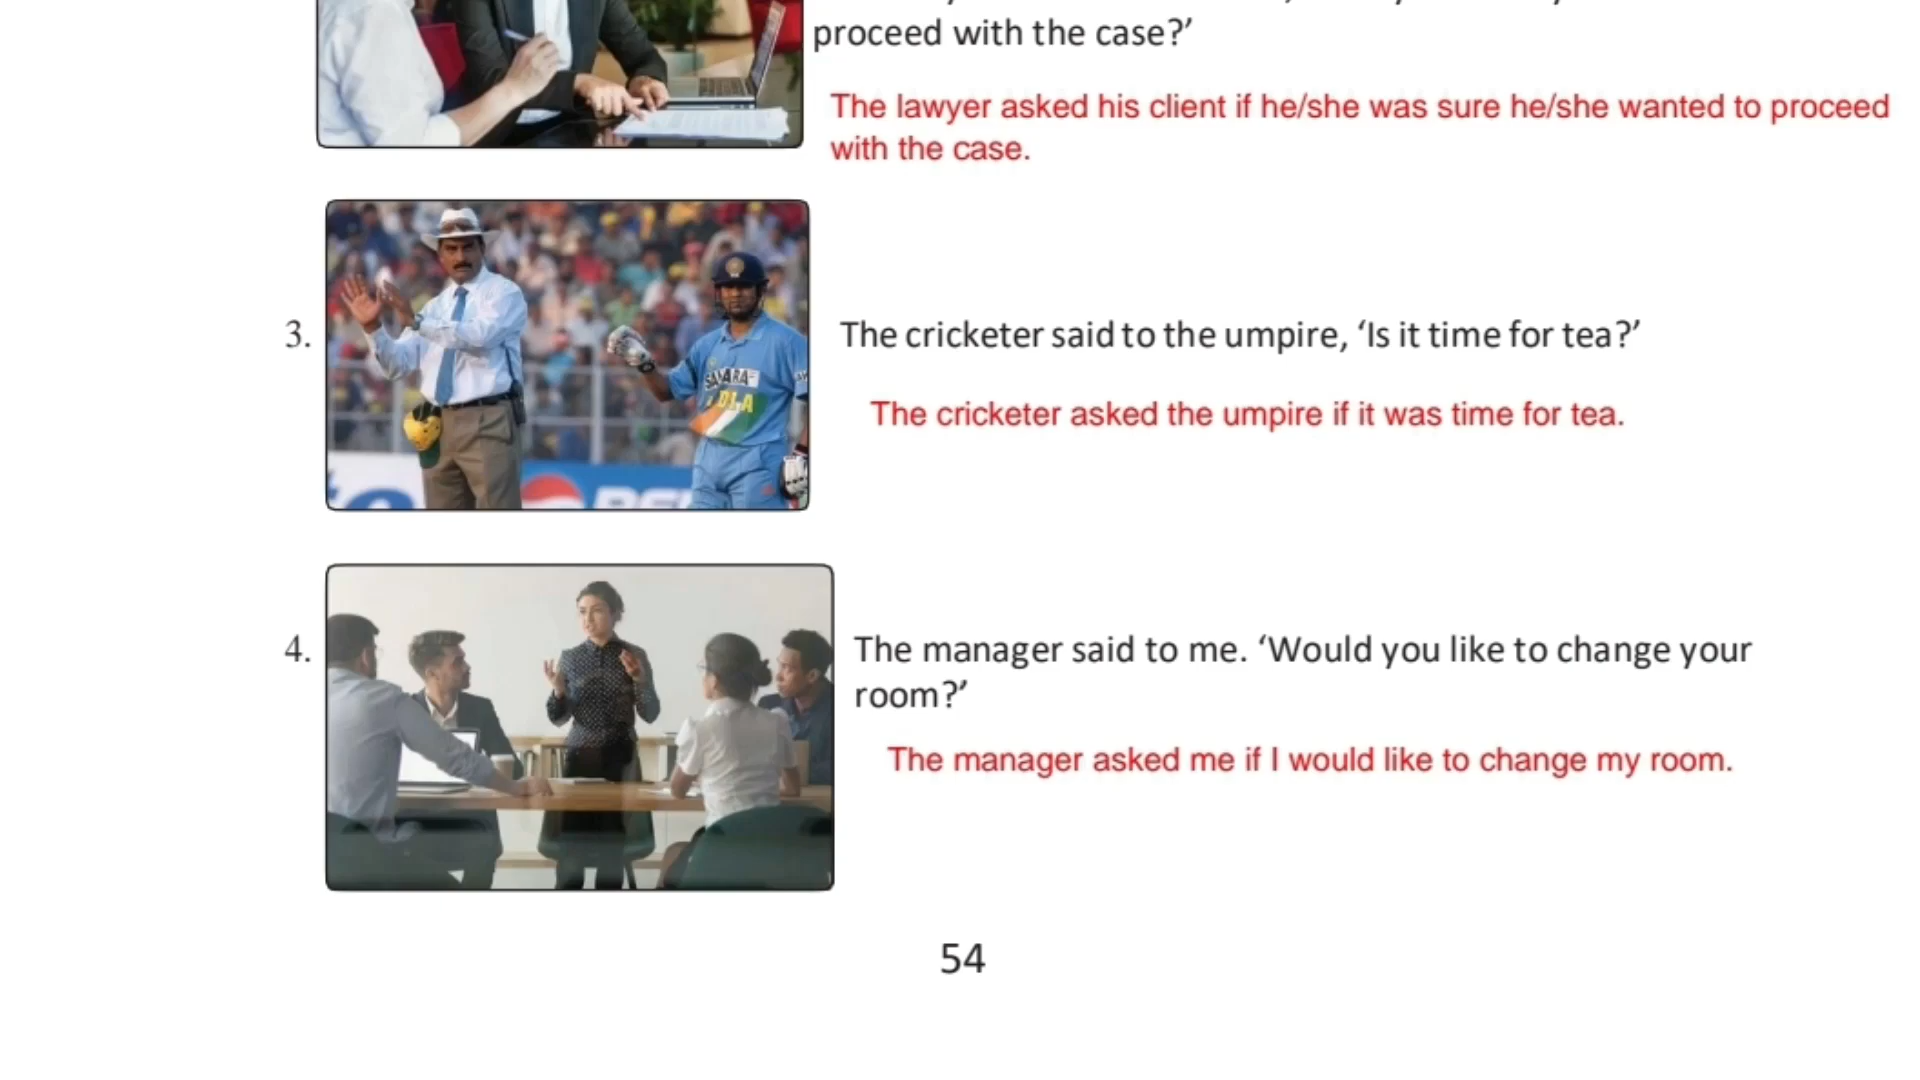 proceed with the case?’
The lawyer asked his client if he/she was sure he/she wanted to proceed
with the case.
3.
SAHARA
The cricketer said to the umpire, ‘Is it time for tea?’
The cricketer asked the umpire if it was time for tea.
4.
The manager said to me. ‘Would you like to change your
room?’
The manager asked me if I would like to change my room.
54